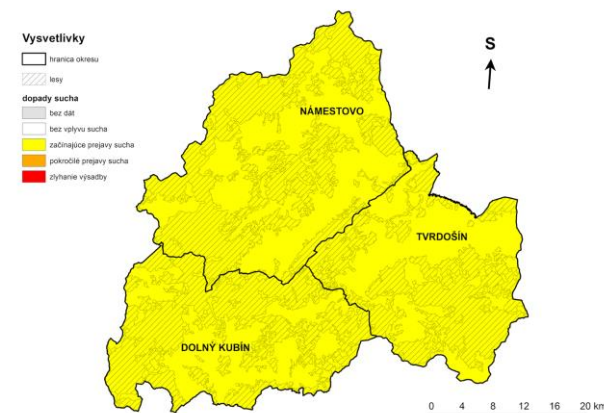 Vysvetlivky
hranica okresu
lesy
dopady sucha
bez dát
bez vplyvu sucha
začínajúce prejavy sucha
pokročilé prejavy sucha
zlyhanie výsadby
S
NÁMESTOVO
TVRDOŠÍN
DOLNÝ KUBÍN
0 4 8 12 16 20 km